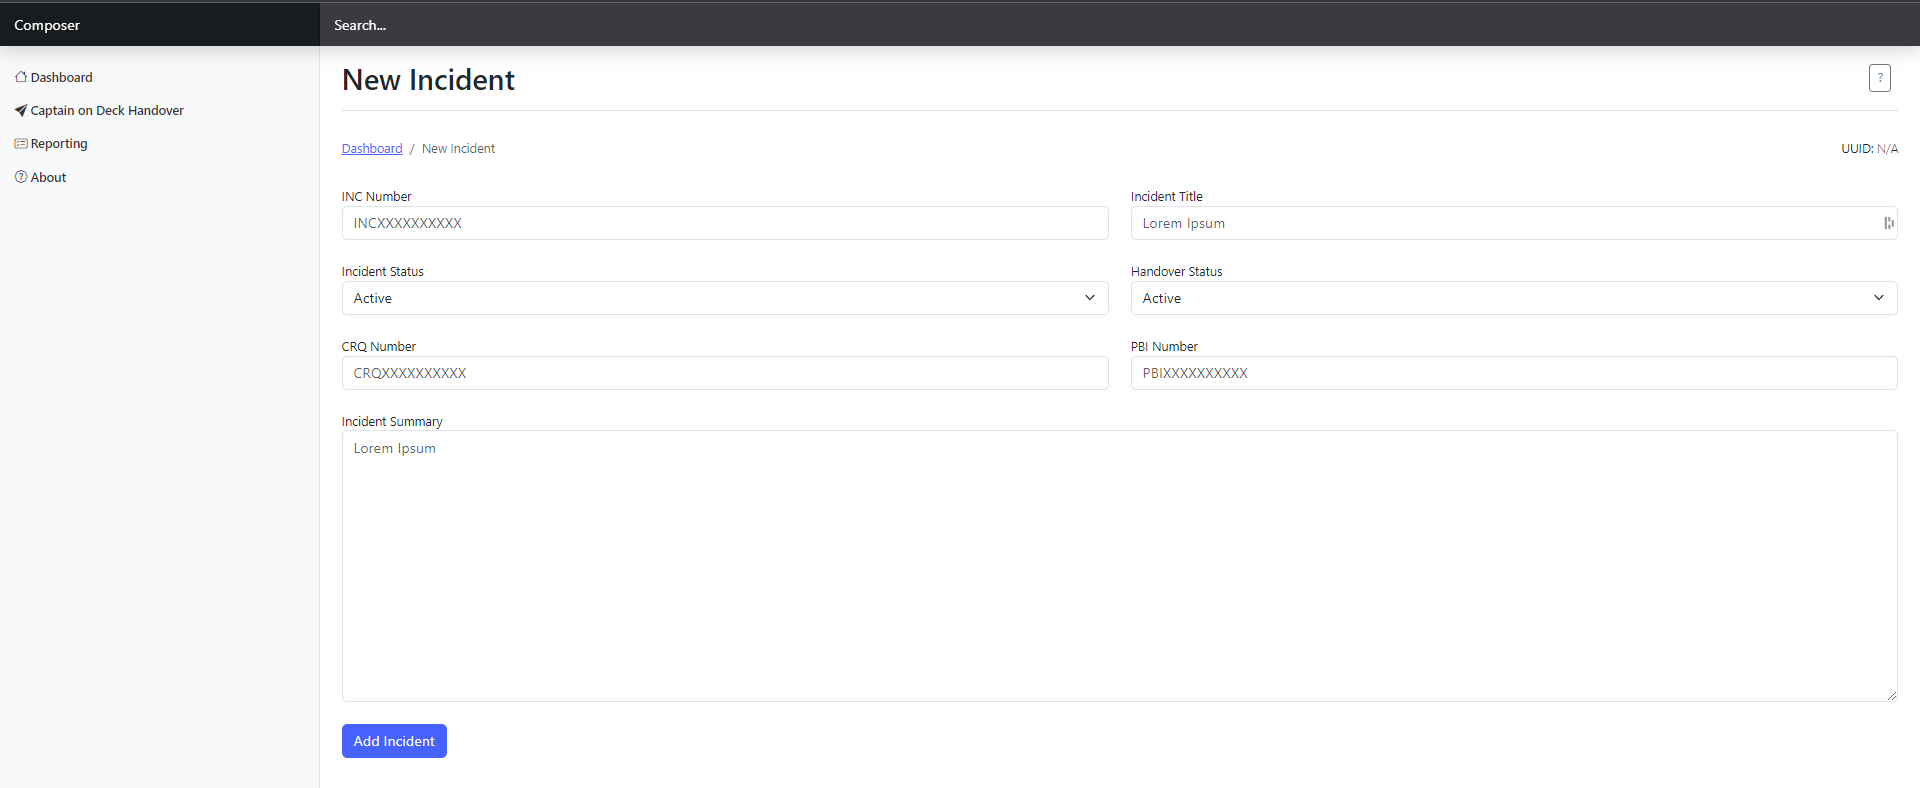 Composer
Search...
Dashboard
Captain on Deck Handover
Reporting
About
New Incident
?
Dashboard / New Incident
UUID: N/A
INC Number
INCXXXXXXXXXX
Incident Title
Lorem Ipsum
Incident Status
Active
Handover Status
Active
CRQ Number
CRQXXXXXXXXXX
PBI Number
PBIXXXXXXXXXX
Incident Summary
Lorem Ipsum
Add Incident